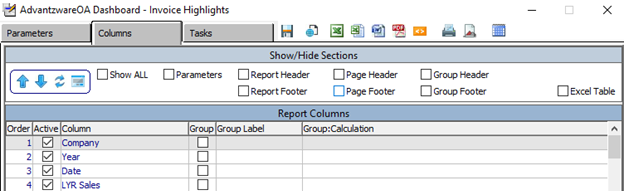 AdvantzwareOA Dashboard - Invoice Highlights
Parameters Columns Tasks
Show/Hide Sections
Show ALL Parameters Report Header Page Header Group Header
Report Footer Page Footer Group Footer Excel Table
Report Columns
Order Active Column Group Group Label Group:Calculation
1 Company
2 Year
3 Date
4 LYR Sales